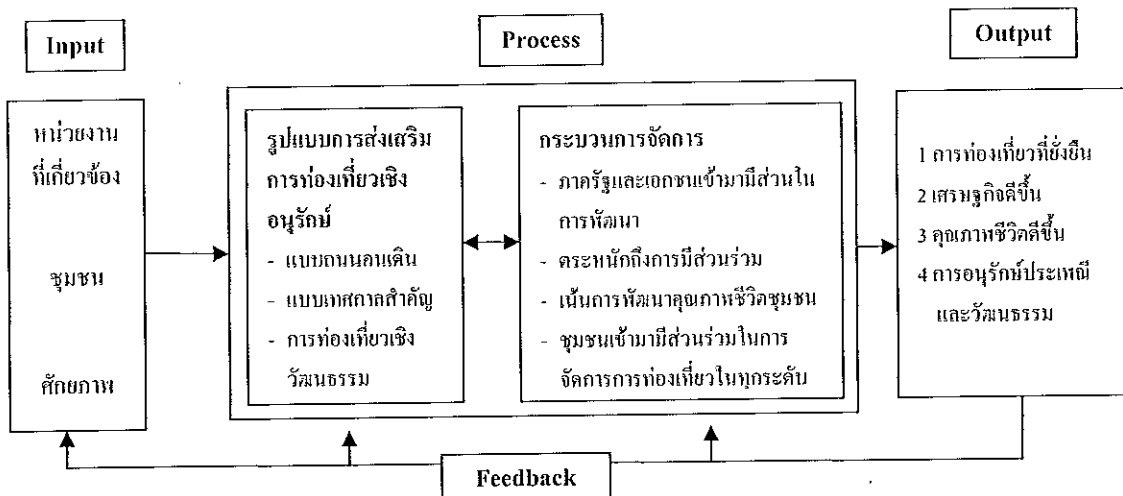 Input
Process
Output
หน่วยงาน
ที่เกี่ยวข้อง
ชุมชน
ศักยภาพ
รูปแบบการส่งเสริม
การท่องเที่ยวเชิง
อนุรักษ์
- แบบถนนคนเดิน
- แบบเทศกาลสำคัญ
- การท่องเที่ยวเชิง
วัฒนธรรม
กระบวนการจัดการ
- ภาครัฐและเอกชนเข้ามามีส่วนใน
การพัฒนา
- ตระหนักถึงการมีส่วนร่วม
- เน้นการพัฒนาคุณภาพชีวิตชุมชน
- ชุมชนเข้ามามีส่วนร่วมในการ
จัดการการท่องเที่ยวในทุกระดับ
1 การท่องเที่ยวที่ยั่งยืน
2 เศรษฐกิจดีขึ้น
3 คุณภาพชีวิตดีขึ้น
4 การอนุรักษ์ประเพณี
และวัฒนธรรม
Feedback